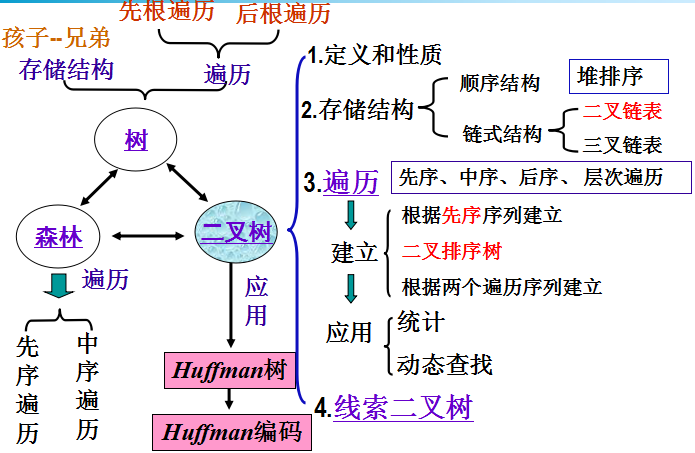 先根遍历
后根遍历
孩子--兄弟
存储结构
遍历
树
森林
二叉树
遍历
先序遍历
中序遍历
应用
Huffman树
Huffman编码
1.定义和性质
2.存储结构
顺序结构
堆排序
链式结构
二叉链表
三叉链表
3.遍历
先序、中序、后序、层次遍历
建立
根据先序序列建立
二叉排序树
根据两个遍历序列建立
应用
统计
动态查找
4.线索二叉树